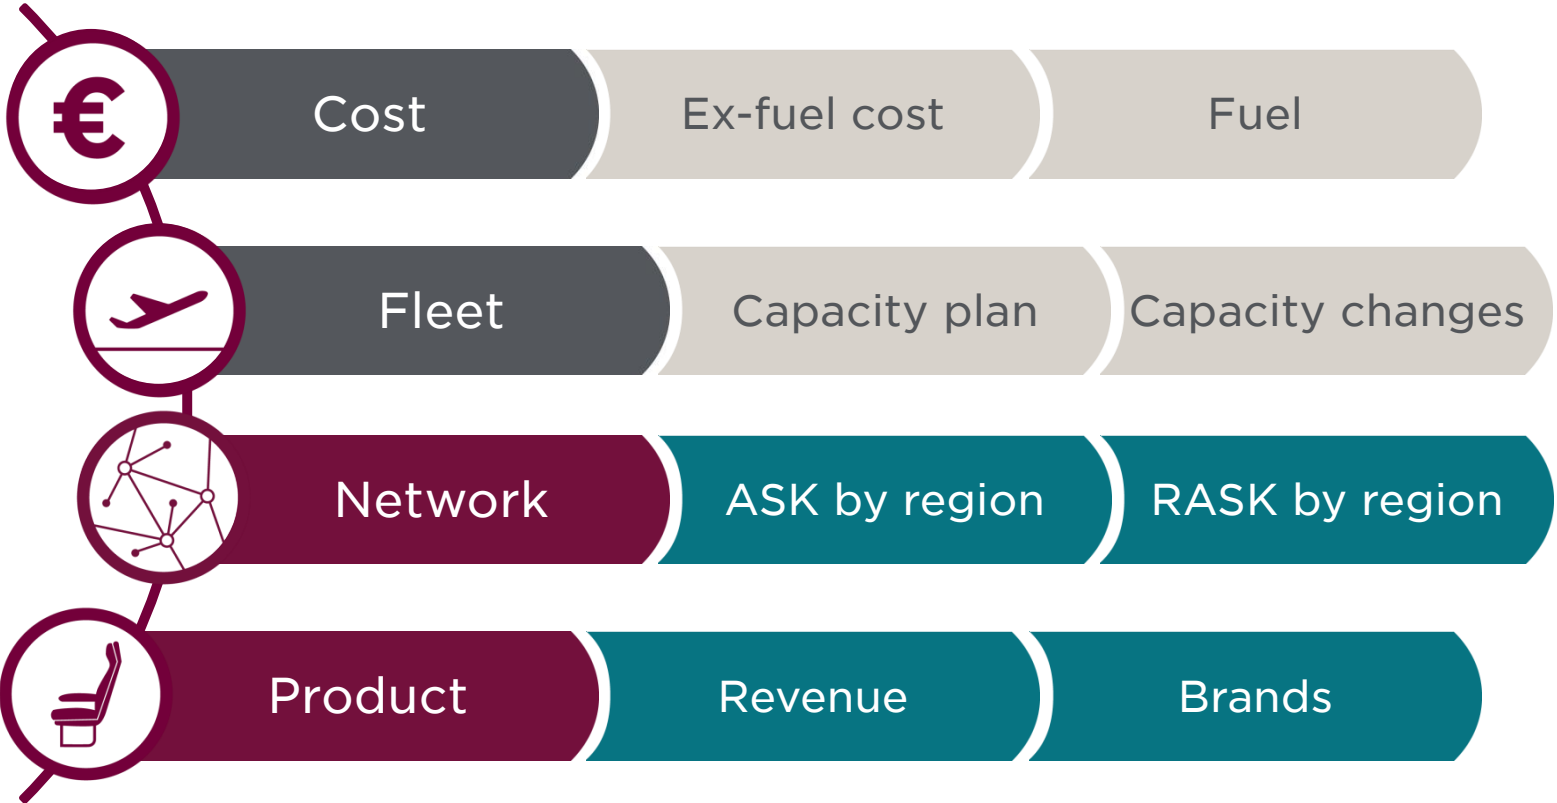 €
Cost
Ex-fuel cost
Fuel
Fleet
Capacity plan
Capacity changes
Network
ASK by region
RASK by region
Product
Revenue
Brands